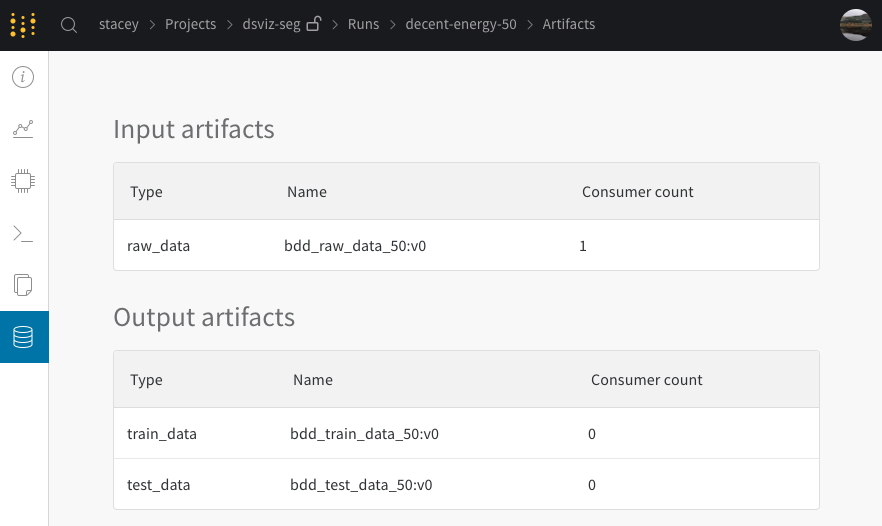 stacey > Projects > dsviz-seg > Runs > decent-energy-50 > Artifacts
Input artifacts
Type Name Consumer count
raw_data bdd_raw_data_50:v0 1
Output artifacts
Type Name Consumer count
train_data bdd_train_data_50:v0 0
test_data bdd_test_data_50:v0 0